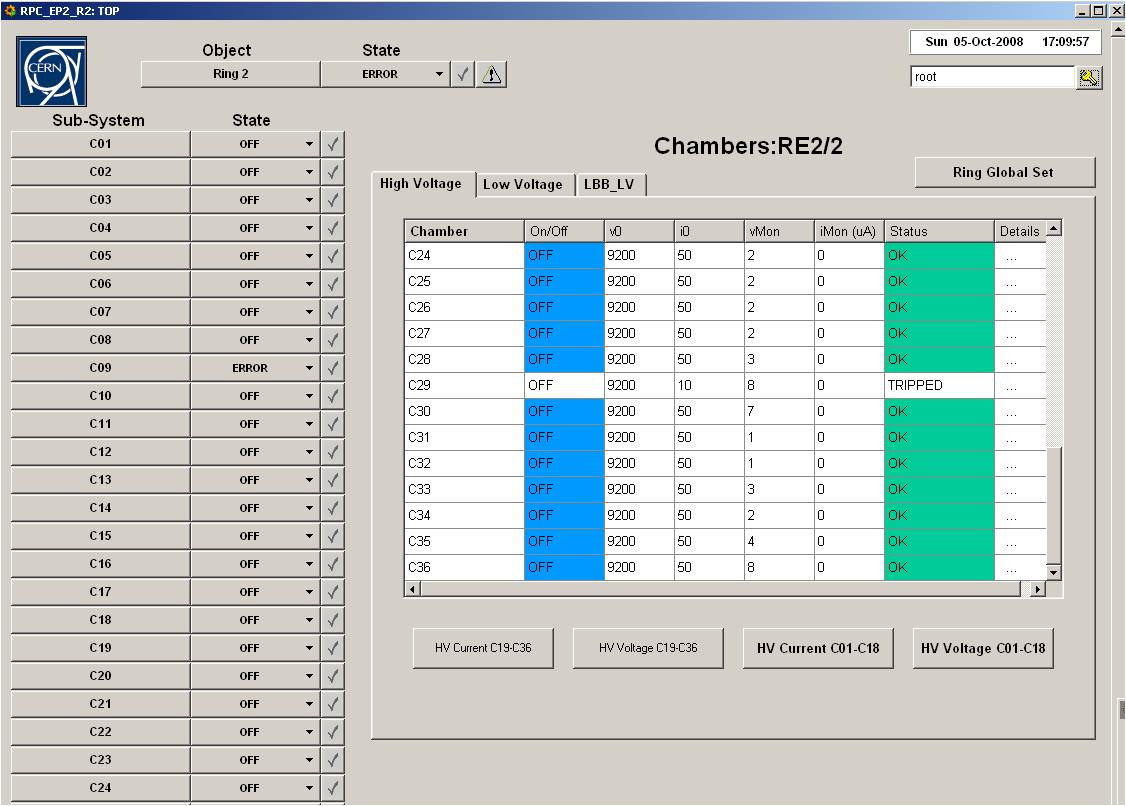 RPC_EP2_R2: TOP
Object State
Ring 2 ERROR
Sun 05-Oct-2008 17:09:57
root
CERN
Sub-System State
C01 OFF
C02 OFF
C03 OFF
C04 OFF
C05 OFF
C06 OFF
C07 OFF
C08 OFF
C09 ERROR
C10 OFF
C11 OFF
C12 OFF
C13 OFF
C14 OFF
C15 OFF
C16 OFF
C17 OFF
C18 OFF
C19 OFF
C20 OFF
C21 OFF
C22 OFF
C23 OFF
C24 OFF
Chambers:RE2/2
Ring Global Set
High Voltage Low Voltage LBB_LV
Chamber On/Off v0 i0 vMon iMon (uA) Status Details
C24 OFF 9200 50 2 0 OK ...
C25 OFF 9200 50 2 0 OK ...
C26 OFF 9200 50 2 0 OK ...
C27 OFF 9200 50 2 0 OK ...
C28 OFF 9200 50 3 0 OK ...
C29 OFF 9200 10 8 0 TRIPPED ...
C30 OFF 9200 50 7 0 OK ...
C31 OFF 9200 50 1 0 OK ...
C32 OFF 9200 50 1 0 OK ...
C33 OFF 9200 50 3 0 OK ...
C34 OFF 9200 50 2 0 OK ...
C35 OFF 9200 50 4 0 OK ...
C36 OFF 9200 50 8 0 OK ...
HV Current C19-C36 HV Voltage C19-C36 HV Current C01-C18 HV Voltage C01-C18